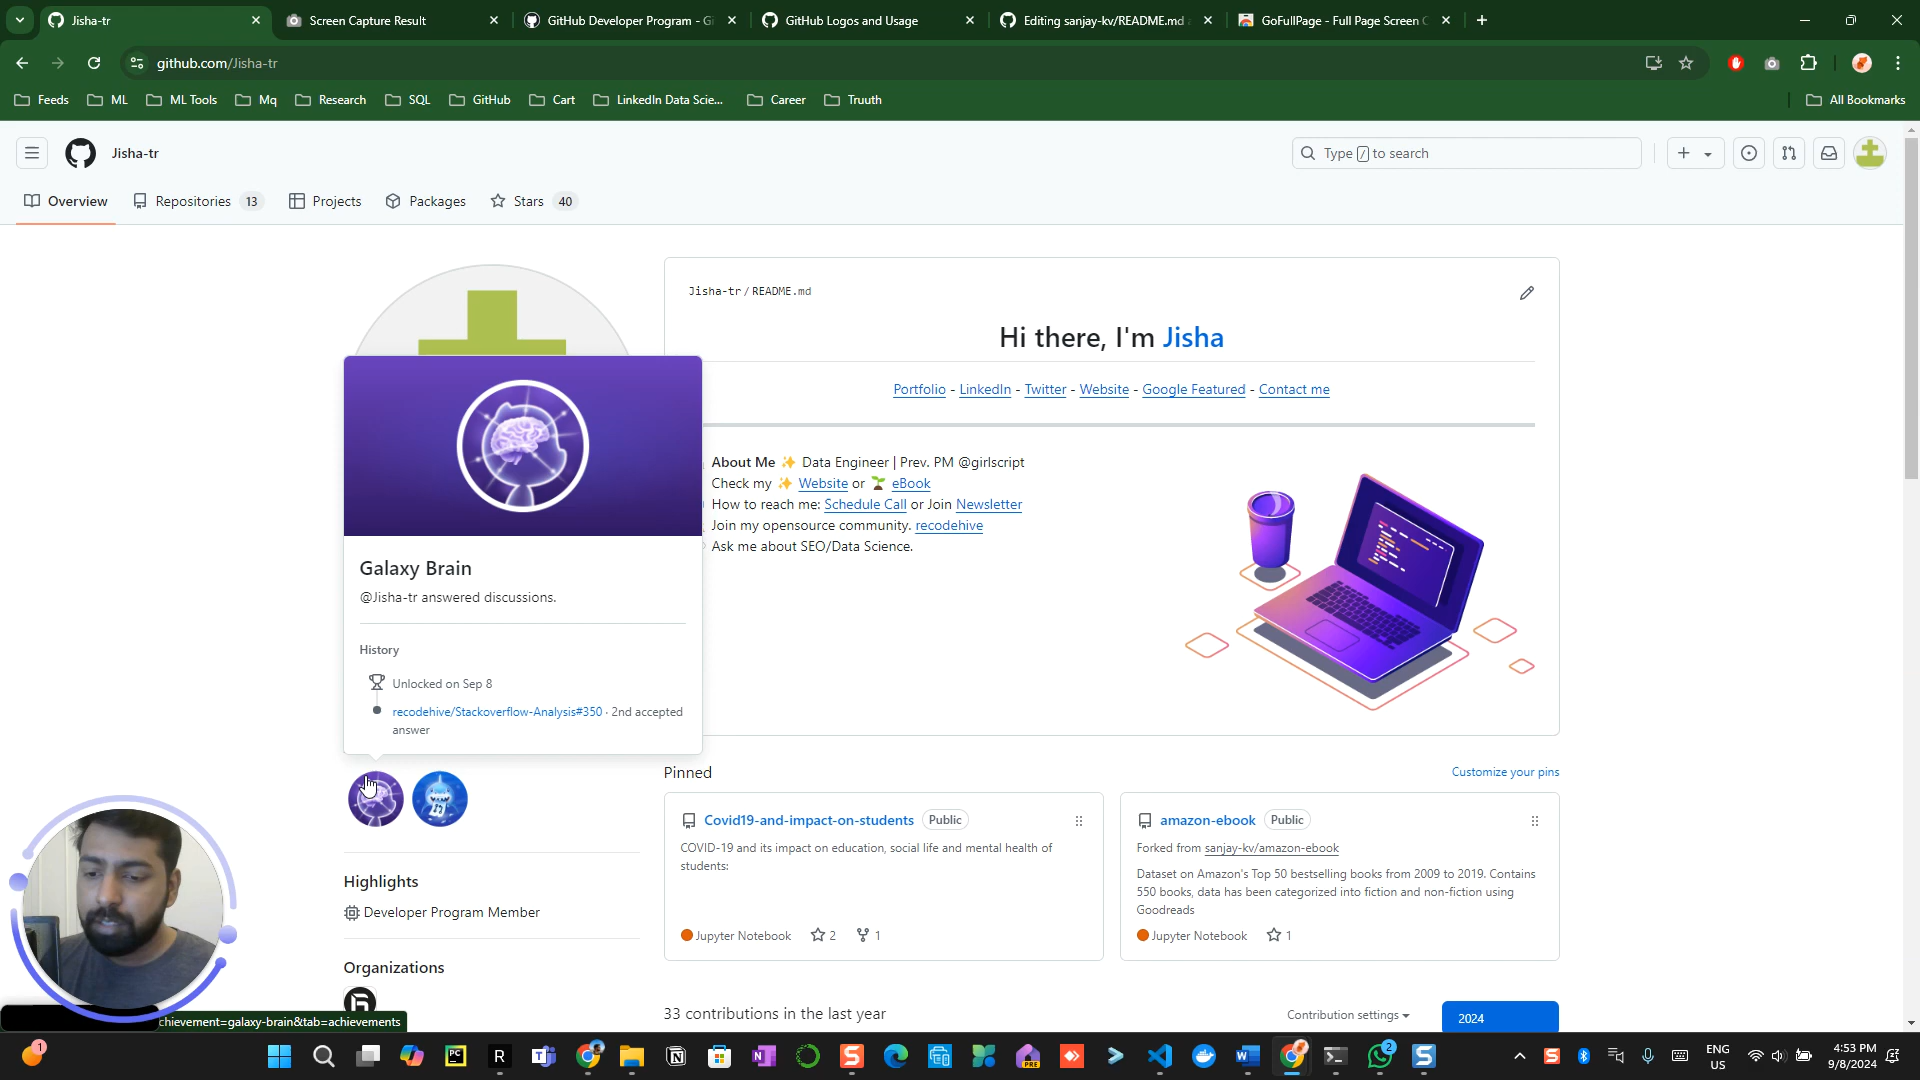 Jisha-tr
Screen Capture Result
GitHub Developer Program - Gi
GitHub Logos and Usage
Editing sanjay-kv/README.md
GoFullPage - Full Page Screen C
github.com/Jisha-tr
Feeds
ML
ML Tools
Mq
Research
SQL
GitHub
Cart
LinkedIn Data Scie...
Career
Truuth
All Bookmarks
Jisha-tr
Type / to search
Overview
Repositories 13
Projects
Packages
Stars 40
Jisha-tr / README.md
Hi there, I'm Jisha
Portfolio - LinkedIn - Twitter - Website - Google Featured - Contact me
About Me ✨ Data Engineer | Prev. PM @girlscript
Check my ✨ Website or 🌱 eBook
How to reach me: Schedule Call or Join Newsletter
Join my opensource community. recodehive
Ask me about SEO/Data Science.
Galaxy Brain
@Jisha-tr answered discussions.
History
Unlocked on Sep 8
recodehive/Stackoverflow-Analysis#350 · 2nd accepted
answer
Highlights
Developer Program Member
Organizations
Pinned
Customize your pins
Covid19-and-impact-on-students Public
COVID-19 and its impact on education, social life and mental health of
students:
Jupyter Notebook 2 1
amazon-ebook Public
Forked from sanjay-kv/amazon-ebook
Dataset on Amazon's Top 50 bestselling books from 2009 to 2019. Contains
550 books, data has been categorized into fiction and non-fiction using
Goodreads
Jupyter Notebook 1
33 contributions in the last year
Contribution settings
2024
chievement=galaxy-brain&tab=achievements
1
PC
R
PRE
2
ENG
US
4:53 PM
9/8/2024